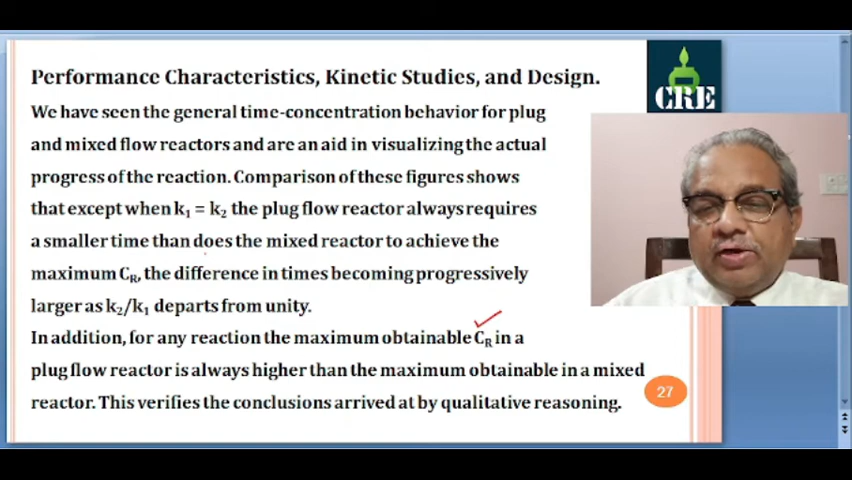 Performance Characteristics, Kinetic Studies, and Design.
We have seen the general time-concentration behavior for plug
and mixed flow reactors and are an aid in visualizing the actual
progress of the reaction. Comparison of these figures shows
that except when k₁ = k₂ the plug flow reactor always requires
a smaller time than does the mixed reactor to achieve the
maximum C_R, the difference in times becoming progressively
larger as k₂/k₁ departs from unity.
In addition, for any reaction the maximum obtainable C_R in a
plug flow reactor is always higher than the maximum obtainable in a mixed
reactor. This verifies the conclusions arrived at by qualitative reasoning.
CRE
27